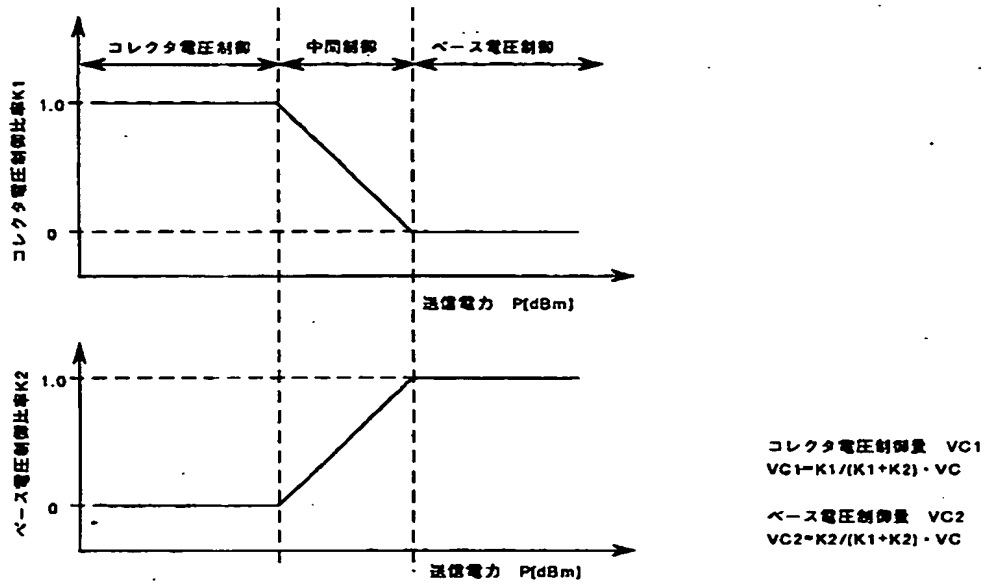 コレクタ電圧制御 中間制御 ベース電圧制御
コレクタ電圧制御比率K1
1.0
0
送信電力 P[dBm]
ベース電圧制御比率K2
1.0
0
送信電力 P[dBm]
コレクタ電圧制御量 VC1
VC1=K1/(K1+K2)・VC
ベース電圧制御量 VC2
VC2=K2/(K1+K2)・VC